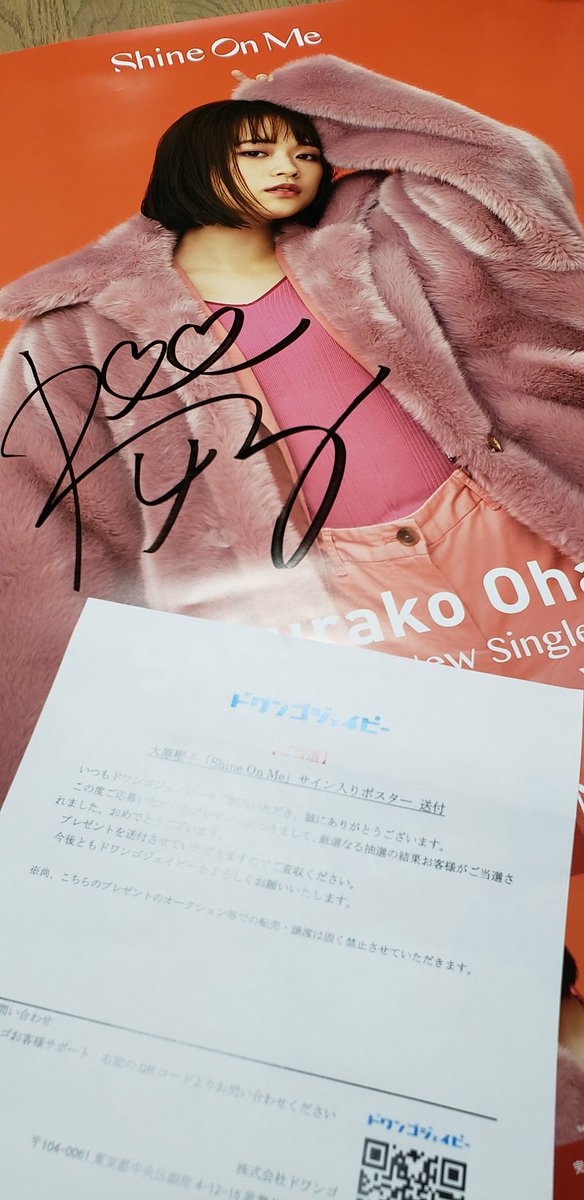 Shine On Me
urako Oha
New Single
ドワンゴジェイピー
【ご当選】
大原櫻子「Shine On Me」サイン入りポスター 送付
いつもドワンゴジェイピーをご利用いただき、誠にありがとうございます。
この度ご応募いただいたプレゼントにつきまして、厳選なる抽選の結果お客様がご当選さ
れました。おめでとうございます。
プレゼントを送付させていただきますのでご査収ください。
今後ともドワンゴジェイピーをよろしくお願いいたします。
※尚、こちらのプレゼントのオークション等での転売・譲渡は固く禁止させていただきます。
問い合わせ
ゴお客様サポート：右記のQRコードよりお問い合わせください
ドワンゴジェイピー
株式会社ドワンゴ
〒104-0061 東京都中央区銀座 4-12-15 歌舞